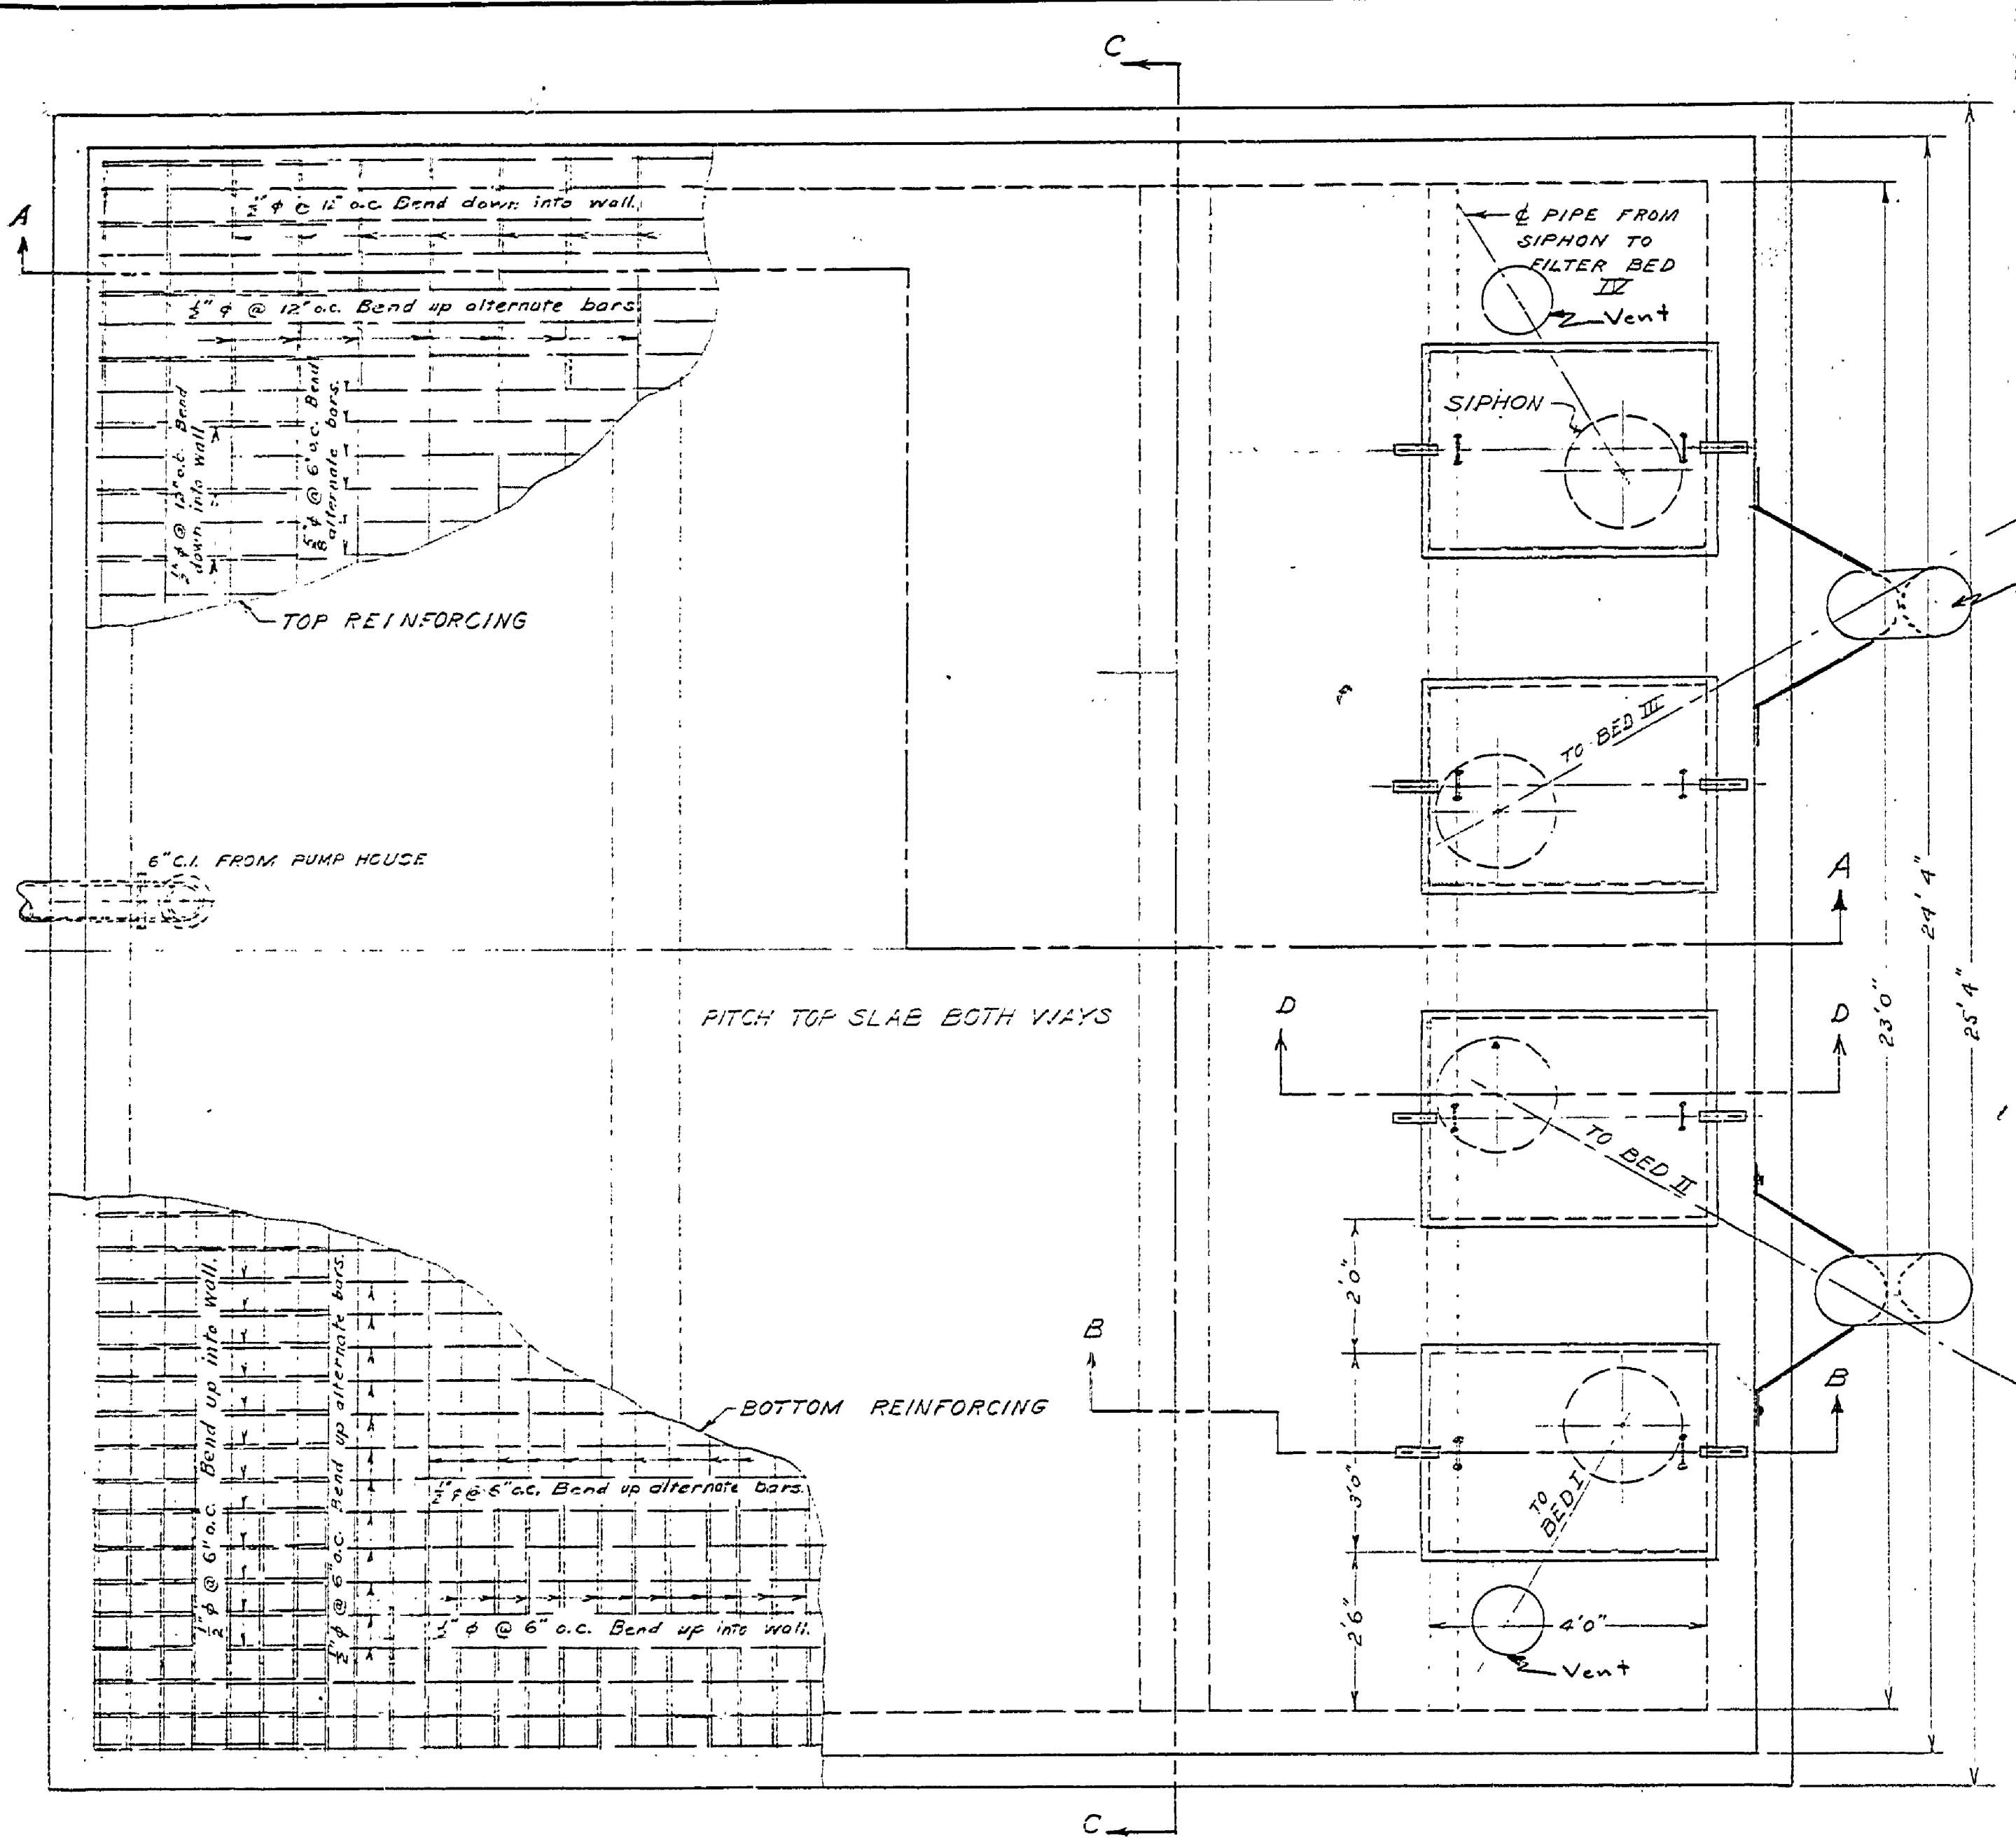 C
A
½" φ @ 12" o.c. Bend down into wall.
½" φ @ 12" o.c. Bend up alternate bars
½" φ @ 12" o.c. Bend
down into wall
⅝" φ @ 6" o.c. Bend
alternate bars.
TOP REINFORCING
℄ PIPE FROM
SIPHON TO
FILTER BED
IV
Vent
SIPHON
TO BED III
6" C.I. FROM PUMP HOUSE
A
23'0"
24'4"
25'4"
PITCH TOP SLAB BOTH WAYS
D
D
TO BED II
2'0"
B
B
BOTTOM REINFORCING
½" φ @ 6" o.c. Bend up into wall.
½" φ @ 6" o.c. Bend up alternate bars.
½" φ @ 6" o.c. Bend up alternate bars.
½" φ @ 6" o.c. Bend up into wall.
3'0"
TO
BED I
2'6"
4'0"
Vent
C